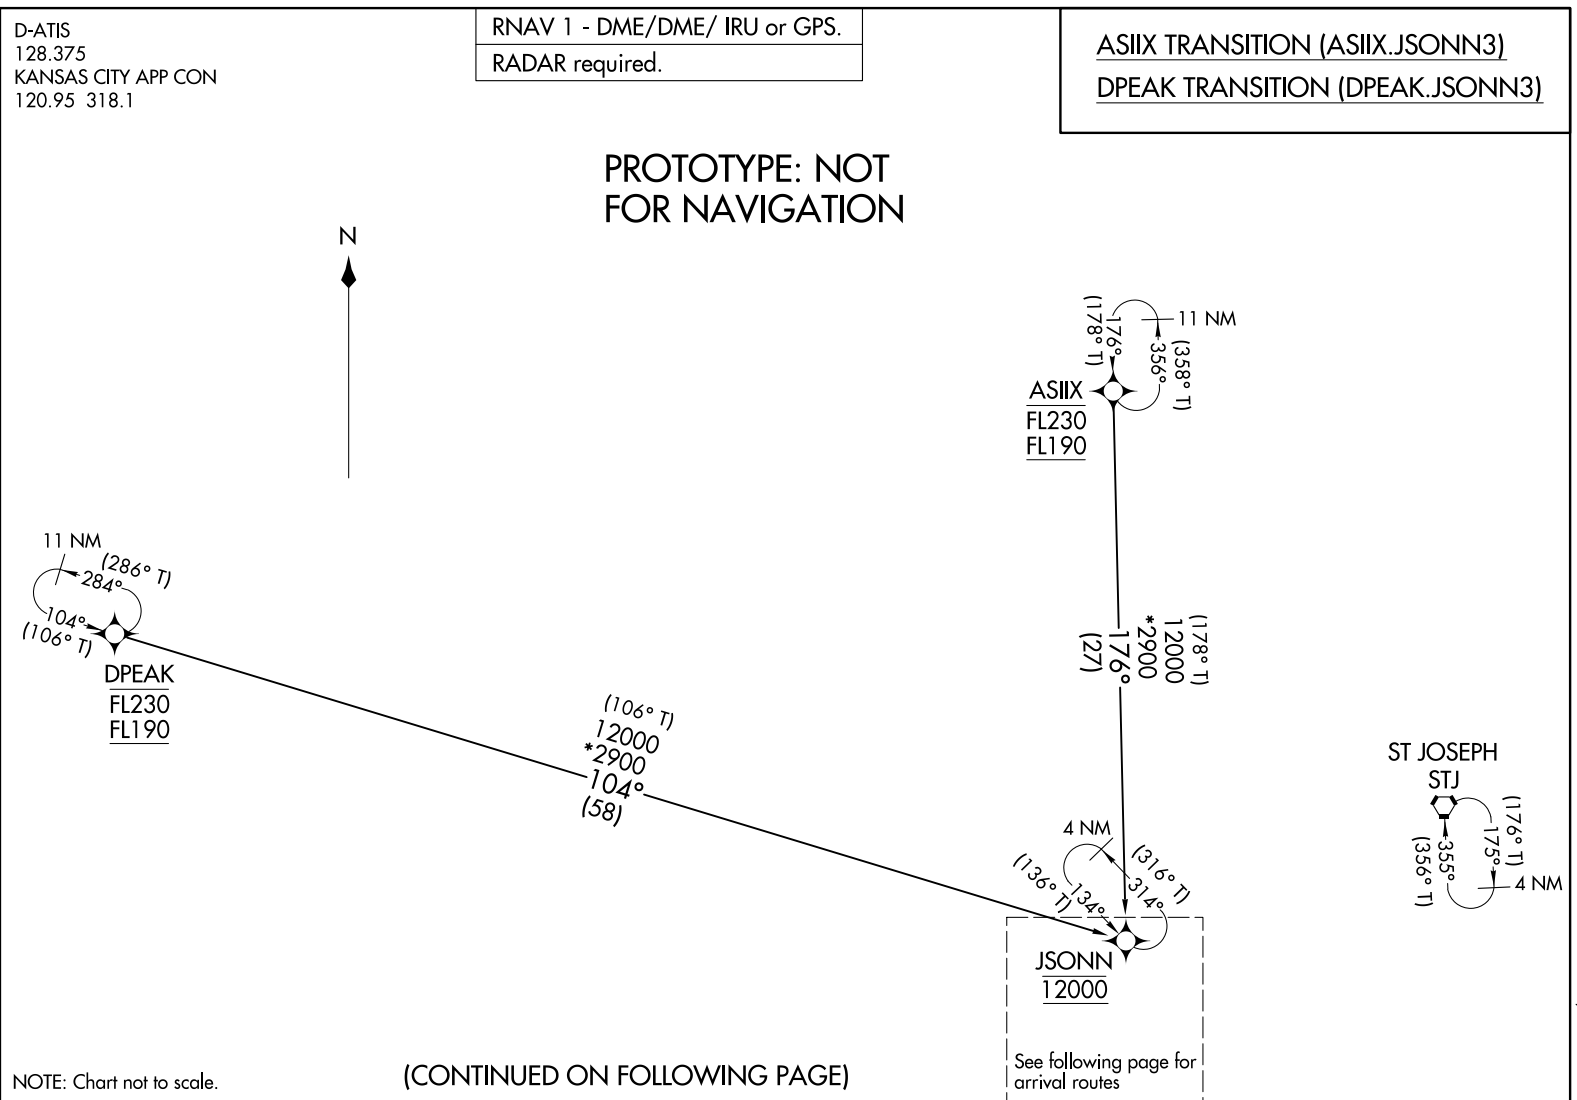 D-ATIS
128.375
KANSAS CITY APP CON
120.95 318.1
RNAV 1 - DME/DME/ IRU or GPS.
RADAR required.
ASIIX TRANSITION (ASIIX.JSONN3)
DPEAK TRANSITION (DPEAK.JSONN3)
PROTOTYPE: NOT
FOR NAVIGATION
N
11 NM
(178° T)
176°
356°
(358° T)
ASIIX
FL230
FL190
11 NM
(286° T)
284°
104°
(106° T)
DPEAK
FL230
FL190
(178° T)
12000
*2900
176°
(27)
(106° T)
12000
*2900
104°
(58)
ST JOSEPH
STJ
(176° T)
175°
355°
(356° T)
4 NM
4 NM
(316° T)
314°
134°
(136° T)
JSONN
12000
See following page for
arrival routes
NOTE: Chart not to scale.
(CONTINUED ON FOLLOWING PAGE)